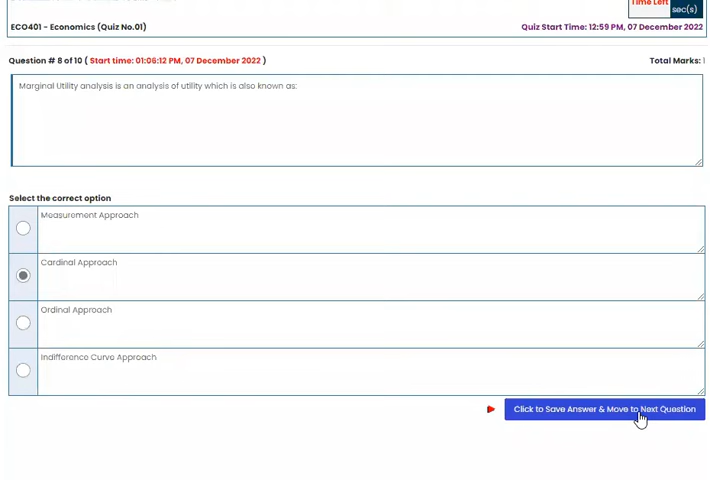 Time Left
sec(s)
ECO401 - Economics (Quiz No.01)
Quiz Start Time: 12:59 PM, 07 December 2022
Question # 8 of 10 ( Start time: 01:06:12 PM, 07 December 2022 )
Total Marks: 1
Marginal Utility analysis is an analysis of utility which is also known as:
Select the correct option
Measurement Approach
Cardinal Approach
Ordinal Approach
Indifference Curve Approach
Click to Save Answer & Move to Next Question